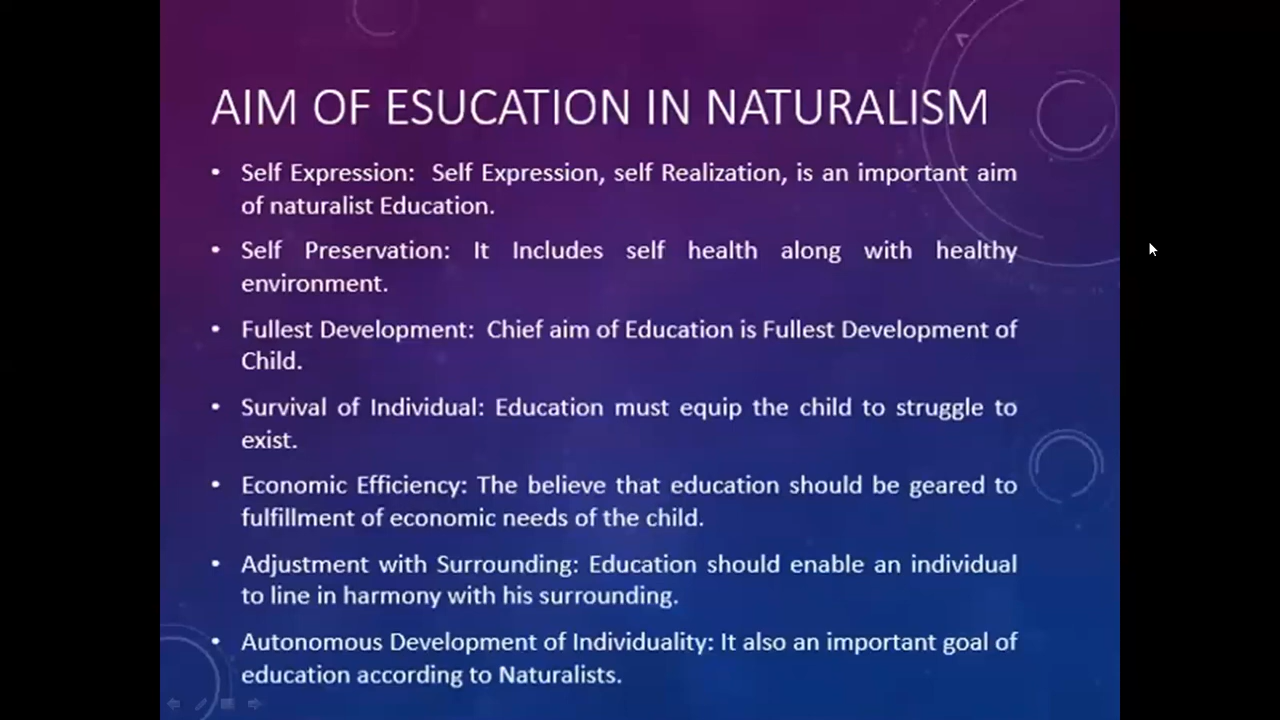 AIM OF ESUCATION IN NATURALISM
• Self Expression: Self Expression, self Realization, is an important aim
of naturalist Education.
• Self Preservation: It Includes self health along with healthy
environment.
• Fullest Development: Chief aim of Education is Fullest Development of
Child.
• Survival of Individual: Education must equip the child to struggle to
exist.
• Economic Efficiency: The believe that education should be geared to
fulfillment of economic needs of the child.
• Adjustment with Surrounding: Education should enable an individual
to line in harmony with his surrounding.
• Autonomous Development of Individuality: It also an important goal of
education according to Naturalists.